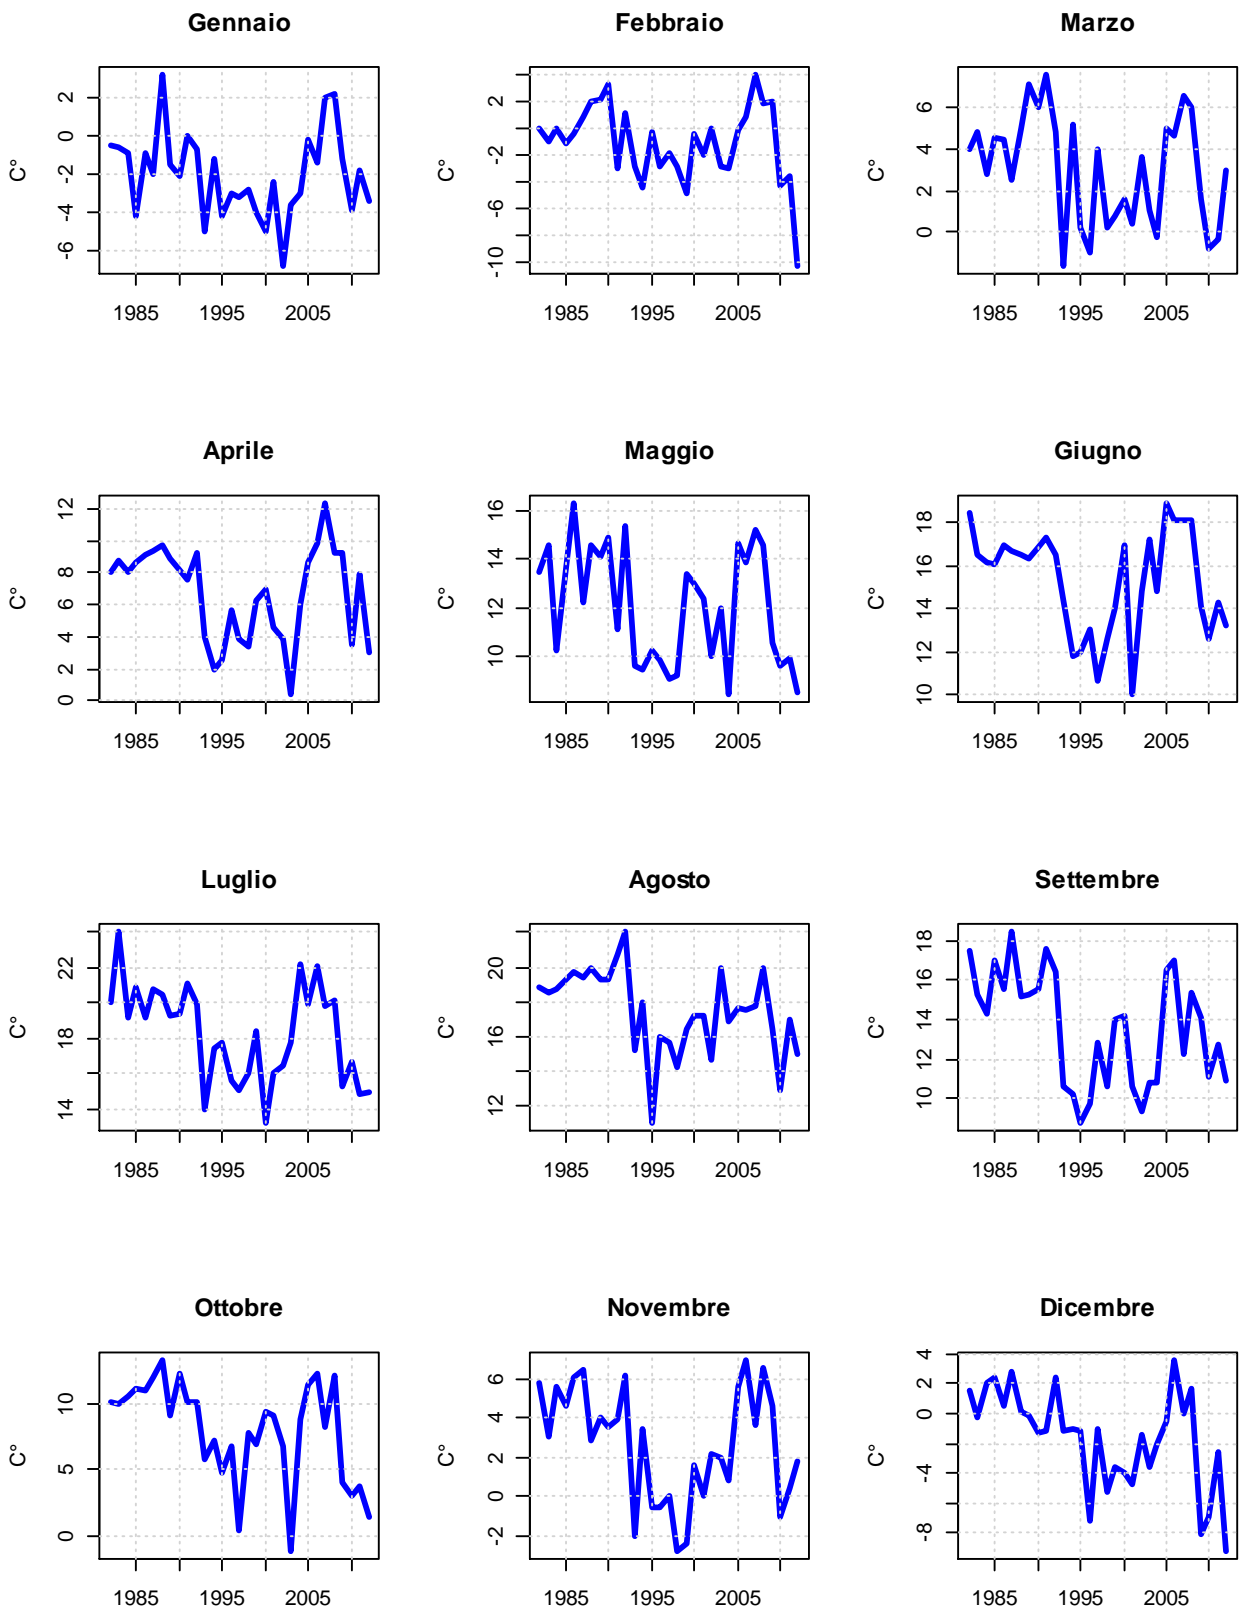 Gennaio
C°
2
0
-2
-4
-6
1985 1995 2005
Febbraio
C°
2
-2
-6
-10
1985 1995 2005
Marzo
C°
6
4
2
0
1985 1995 2005
Aprile
C°
12
8
6
4
2
0
1985 1995 2005
Maggio
C°
16
14
12
10
1985 1995 2005
Giugno
C°
18
16
14
12
10
1985 1995 2005
Luglio
C°
22
18
14
1985 1995 2005
Agosto
C°
20
16
12
1985 1995 2005
Settembre
C°
18
16
14
12
10
1985 1995 2005
Ottobre
C°
10
5
0
1985 1995 2005
Novembre
C°
6
4
2
0
-2
1985 1995 2005
Dicembre
C°
4
2
0
-4
-8
1985 1995 2005